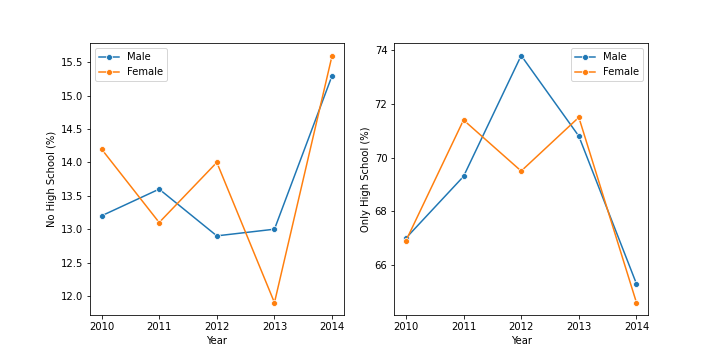 No High School (%)
15.5
15.0
14.5
14.0
13.5
13.0
12.5
12.0
Male
Female
2010 2011 2012 2013 2014
Year
Only High School (%)
74
72
70
68
66
Male
Female
2010 2011 2012 2013 2014
Year